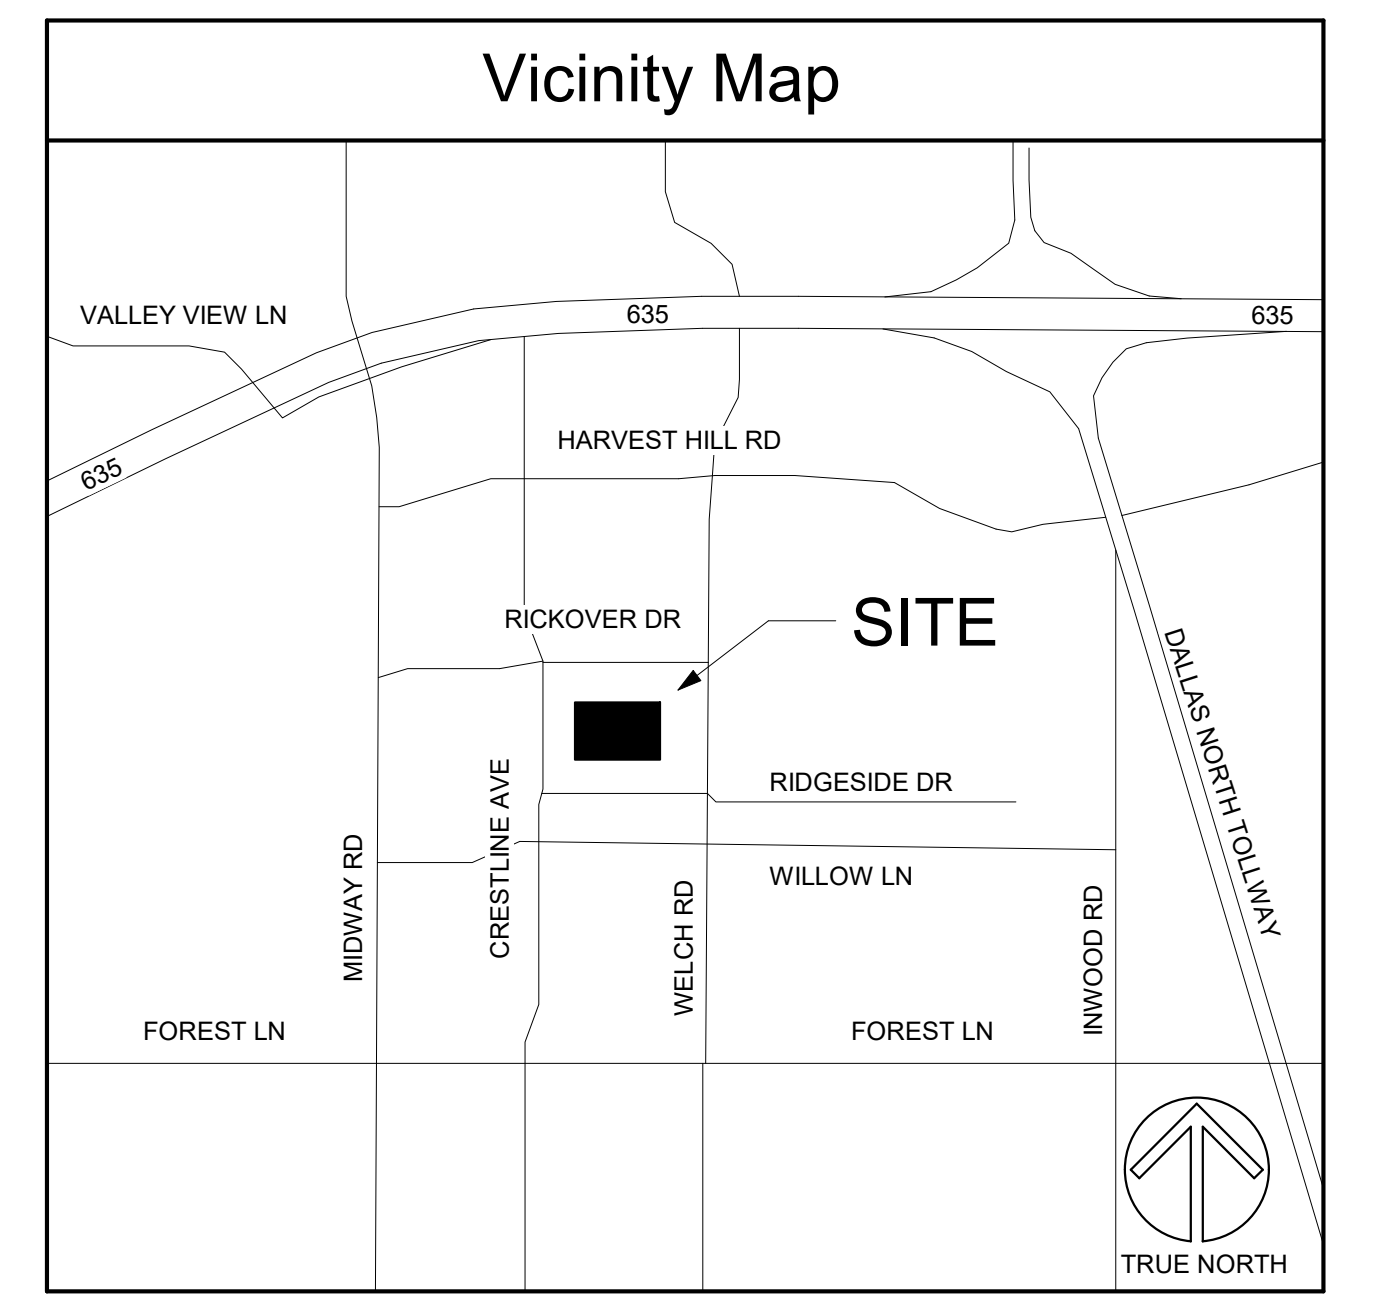 Vicinity Map
VALLEY VIEW LN
635
635
HARVEST HILL RD
635
SITE
RICKOVER DR
DALLAS NORTH TOLLWAY
RIDGESIDE DR
CRESTLINE AVE
MIDWAY RD
WILLOW LN
WELCH RD
INWOOD RD
FOREST LN
FOREST LN
TRUE NORTH